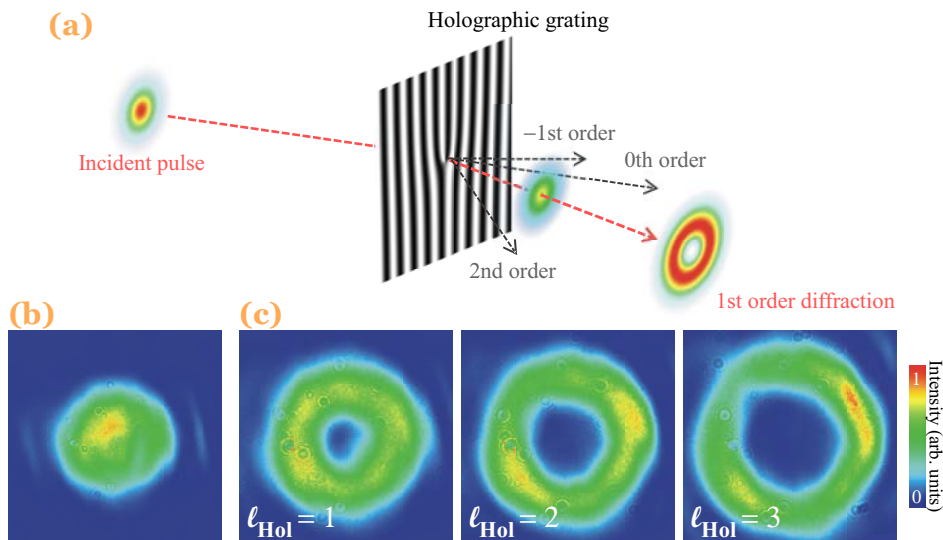 (a)
Holographic grating
Incident pulse
−1st order
0th order
2nd order
1st order diffraction
(b)
(c)
ℓHol = 1
ℓHol = 2
ℓHol = 3
1
0
Intensity (arb. units)